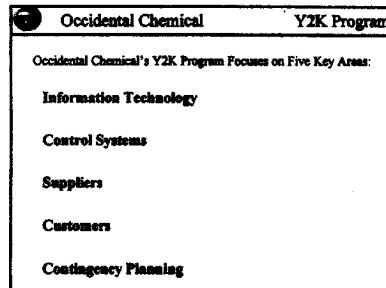 Occidental Chemical Y2K Program
Occidental Chemical's Y2K Program Focuses on Five Key Areas:
Information Technology
Control Systems
Suppliers
Customers
Contingency Planning